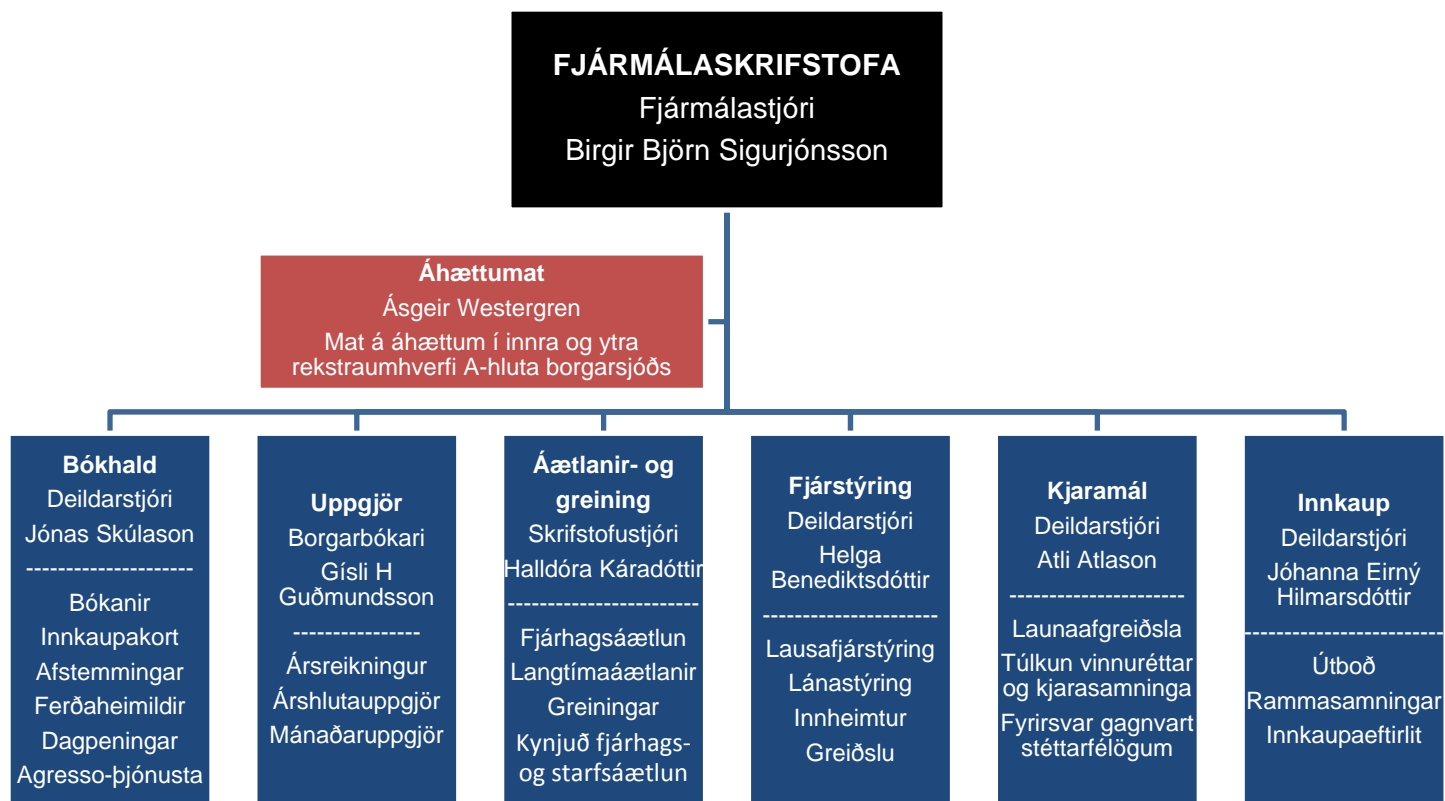 FJÁRMÁLASKRIFSTOFA
Fjármálastjóri
Birgir Björn Sigurjónsson
Áhættumat
Ásgeir Westergren
Mat á áhættum í innra og ytra
rekstraumhverfi A-hluta borgarsjóðs
Bókhald
Deildarstjóri
Jónas Skúlason
---------------------
Bókanir
Innkaupakort
Afstemmingar
Ferðaheimildir
Dagpeningar
Agresso-þjónusta
Uppgjör
Borgarbókari
Gísli H
Guðmundsson
----------------
Ársreikningur
Árshlutauppgjör
Mánaðaruppgjör
Áætlanir- og
greining
Skrifstofustjóri
Halldóra Káradóttir
------------------------
Fjárhagsáætlun
Langtímaáætlanir
Greiningar
Kynjuð fjárhags-
og starfsáætlun
Fjárstýring
Deildarstjóri
Helga
Benediktsdóttir
----------------------
Lausafjárstýring
Lánastýring
Innheimtur
Greiðslu
Kjaramál
Deildarstjóri
Atli Atlason
----------------------
Launaafgreiðsla
Túlkun vinnuréttar
og kjarasamninga
Fyrirsvar gagnvart
stéttarfélögum
Innkaup
Deildarstjóri
Jóhanna Eirný
Hilmarsdóttir
-------------------------
Útboð
Rammasamningar
Innkaupaeftirlit